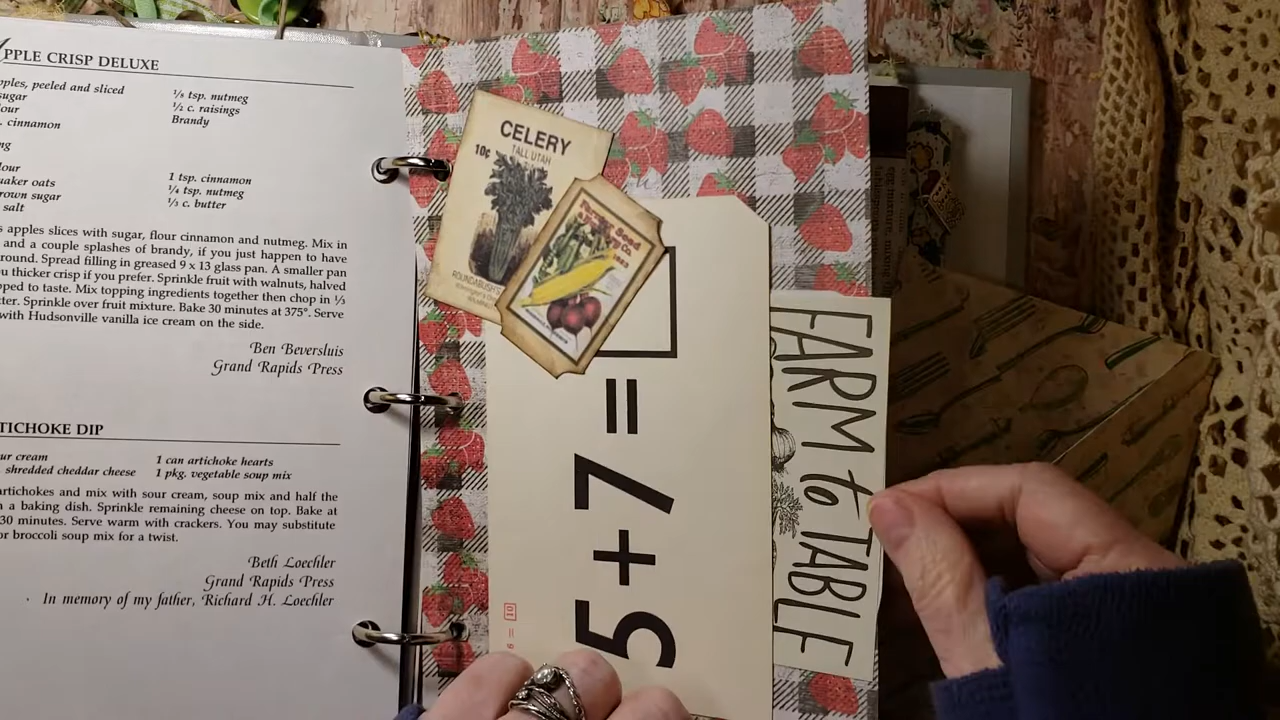 PPLE CRISP DELUXE
pples, peeled and sliced
sugar
lour
. cinnamon
ng
⅛ tsp. nutmeg
½ c. raisings
Brandy
lour
uaker oats
rown sugar
salt
1 tsp. cinnamon
¼ tsp. nutmeg
⅓ c. butter
s apples slices with sugar, flour cinnamon and nutmeg. Mix in
and a couple splashes of brandy, if you just happen to have
round. Spread filling in greased 9 x 13 glass pan. A smaller pan
u thicker crisp if you prefer. Sprinkle fruit with walnuts, halved
pped to taste. Mix topping ingredients together then chop in ⅓
tter. Sprinkle over fruit mixture. Bake 30 minutes at 375°. Serve
with Hudsonville vanilla ice cream on the side.
Ben Beversluis
Grand Rapids Press
TICHOKE DIP
ur cream
shredded cheddar cheese
1 can artichoke hearts
1 pkg. vegetable soup mix
artichokes and mix with sour cream, soup mix and half the
n a baking dish. Sprinkle remaining cheese on top. Bake at
30 minutes. Serve warm with crackers. You may substitute
or broccoli soup mix for a twist.
Beth Loechler
Grand Rapids Press
In memory of my father, Richard H. Loechler
CELERY
TALL UTAH
10¢
5+7=
6 = 10
FARM to TABLE